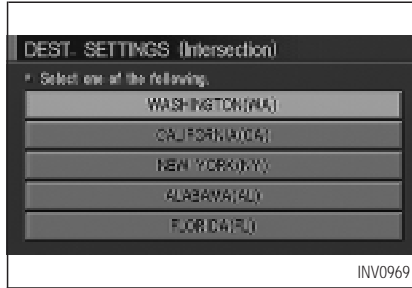 DEST. SETTINGS (Intersection)
Select one of the following.
WASHINGTON(WA)
CALIFORNIA(CA)
NEW YORK(NY)
ALABAMA(AL)
FLORIDA(FL)
INV0969